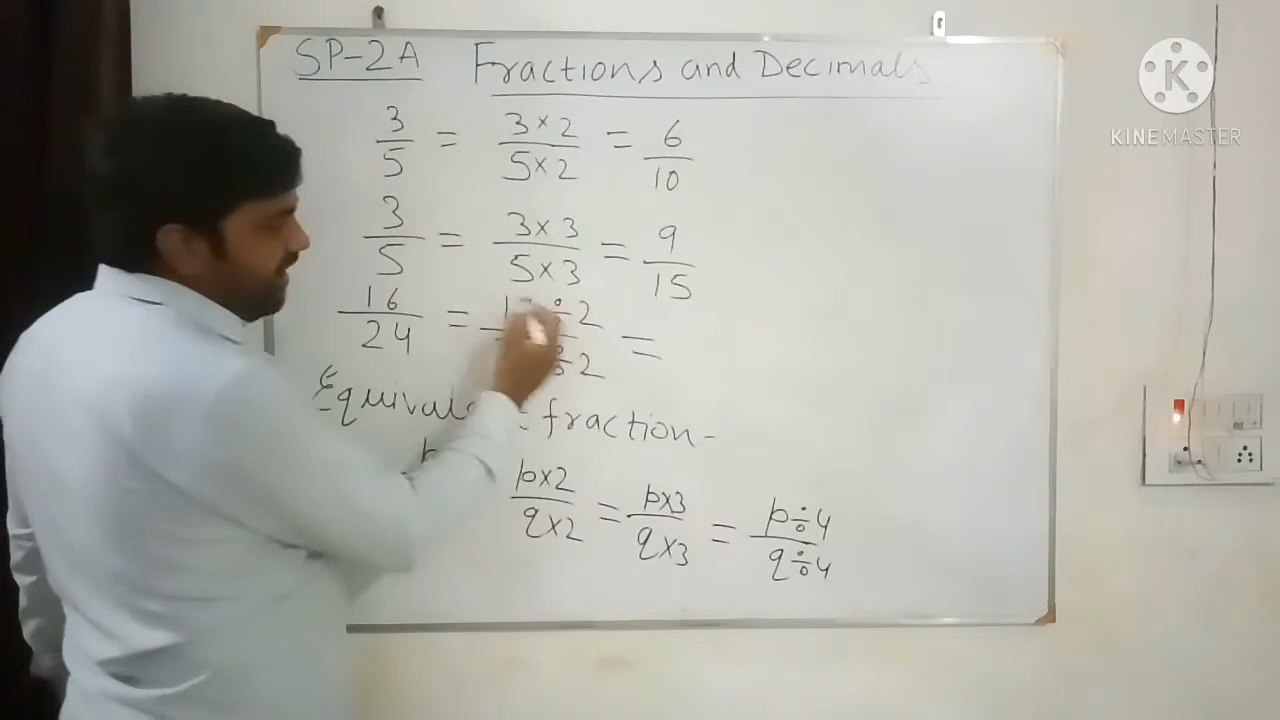 SP-2A Fractions and Decimals
3/5 = 3×2/5×2 = 6/10
3/5 = 3×3/5×3 = 9/15
16/24 = ÷2/÷2 =
fraction-
p×2/q×2 = p×3/q×3 = p÷4/q÷4
K
KINEMASTER